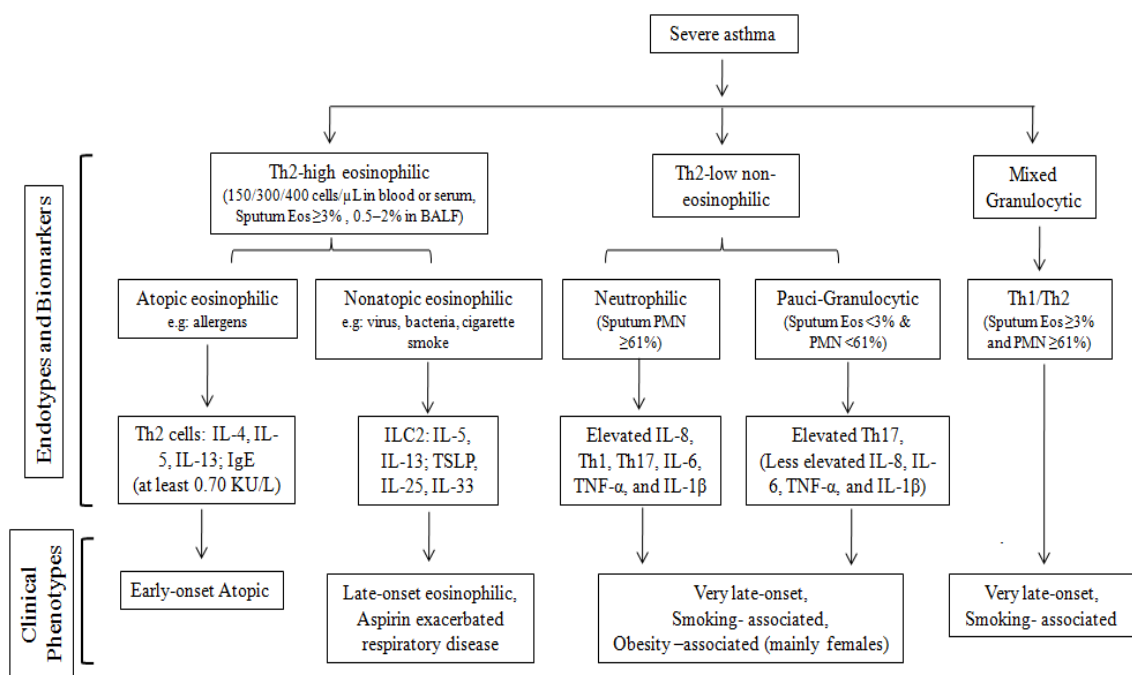 Severe asthma
Th2-high eosinophilic
(150/300/400 cells/µL in blood or serum,
Sputum Eos ≥3% , 0.5–2% in BALF)
Th2-low non-
eosinophilic
Mixed
Granulocytic
Atopic eosinophilic
e.g: allergens
Nonatopic eosinophilic
e.g: virus, bacteria, cigarette
smoke
Neutrophilic
(Sputum PMN
≥61%)
Pauci-Granulocytic
(Sputum Eos <3% &
PMN <61%)
Th1/Th2
(Sputum Eos ≥3%
and PMN ≥61%)
Th2 cells: IL-4, IL-
5, IL-13; IgE
(at least 0.70 KU/L)
ILC2: IL-5,
IL-13; TSLP,
IL-25, IL-33
Elevated IL-8,
Th1, Th17, IL-6,
TNF-α, and IL-1β
Elevated Th17,
(Less elevated IL-8, IL-
6, TNF-α, and IL-1β)
Endotypes and Biomarkers
Early-onset Atopic
Late-onset eosinophilic,
Aspirin exacerbated
respiratory disease
Very late-onset,
Smoking- associated,
Obesity –associated (mainly females)
Very late-onset,
Smoking- associated
Clinical
Phenotypes